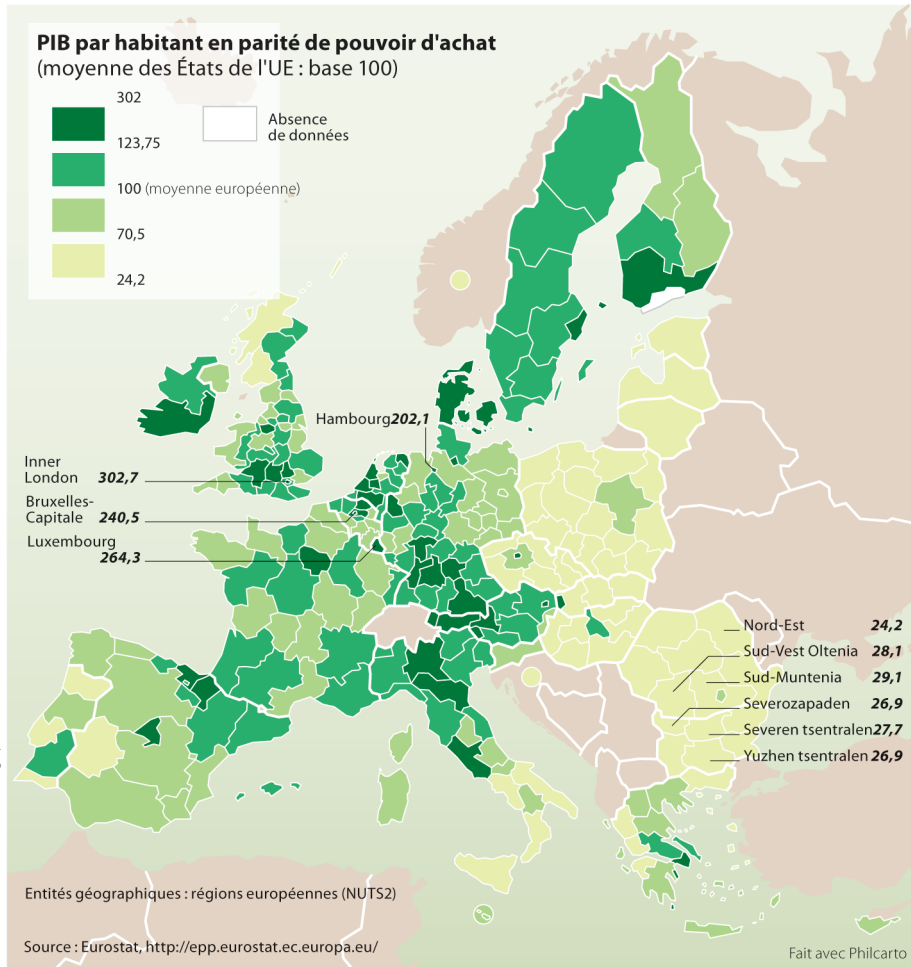 PIB par habitant en parité de pouvoir d'achat
(moyenne des États de l'UE : base 100)
302
123,75
100 (moyenne européenne)
70,5
24,2
Absence
de données
Hambourg 202,1
Inner
London 302,7
Bruxelles-
Capitale 240,5
Luxembourg
264,3
Nord-Est 24,2
Sud-Vest Oltenia 28,1
Sud-Muntenia 29,1
Severozapaden 26,9
Severen tsentralen 27,7
Yuzhen tsentralen 26,9
Entités géographiques : régions européennes (NUTS2)
Source : Eurostat, http://epp.eurostat.ec.europa.eu/
Fait avec Philcarto